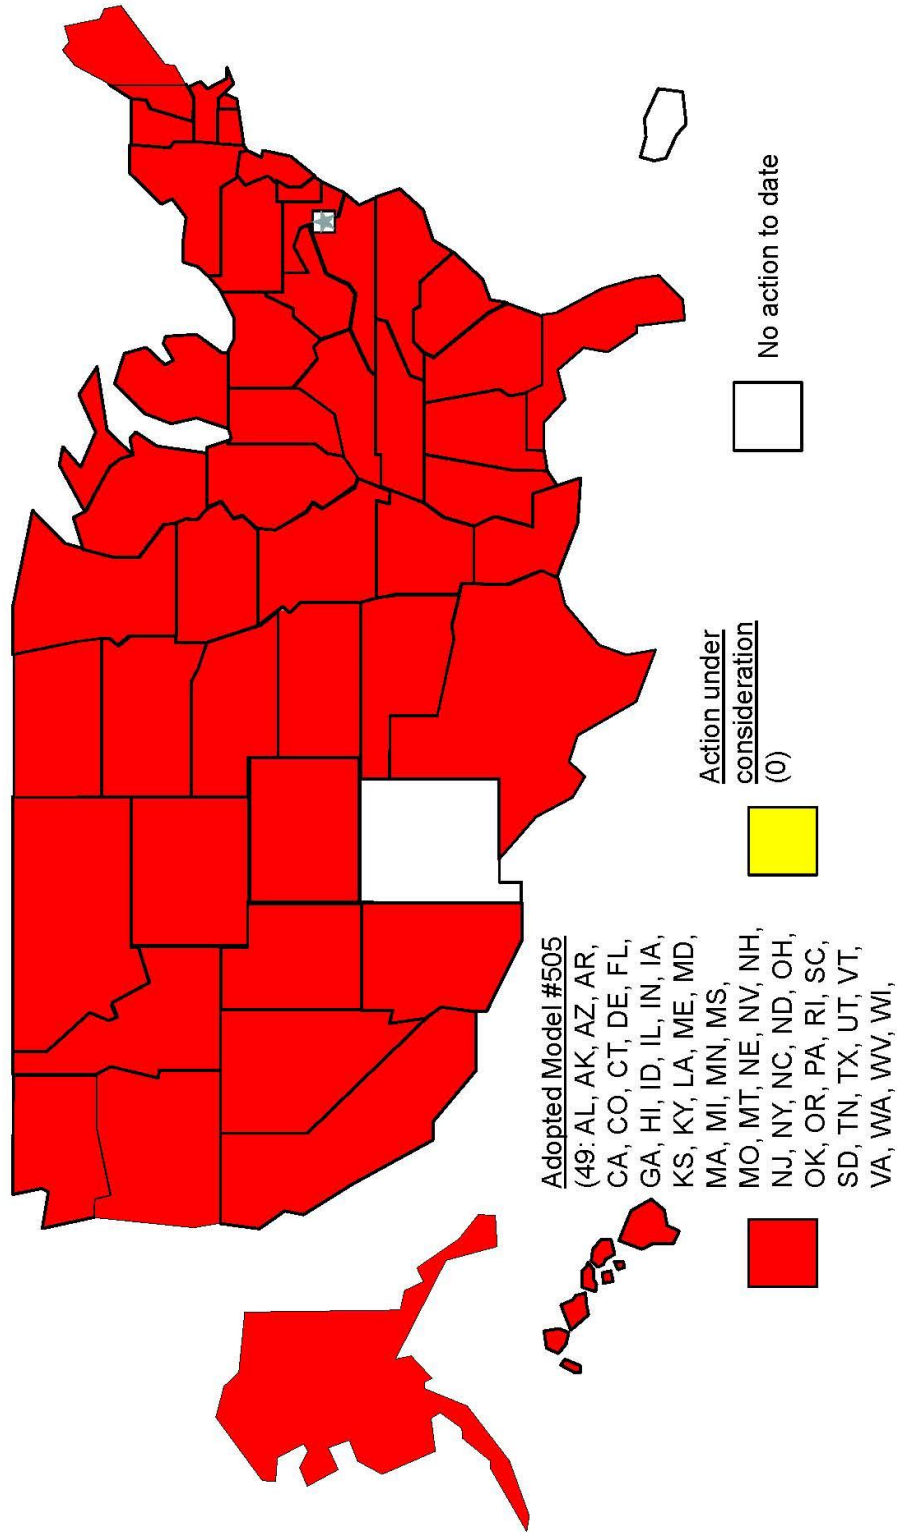 Adopted Model #505
(49: AL, AK, AZ, AR,
CA, CO, CT, DE, FL,
GA, HI, ID, IL, IN, IA,
KS, KY, LA, ME, MD,
MA, MI, MN, MS,
MO, MT, NE, NV, NH,
NJ, NY, NC, ND, OH,
OK, OR, PA, RI, SC,
SD, TN, TX, UT, VT,
VA, WA, WV, WI,
Action under
consideration
(0)
No action to date